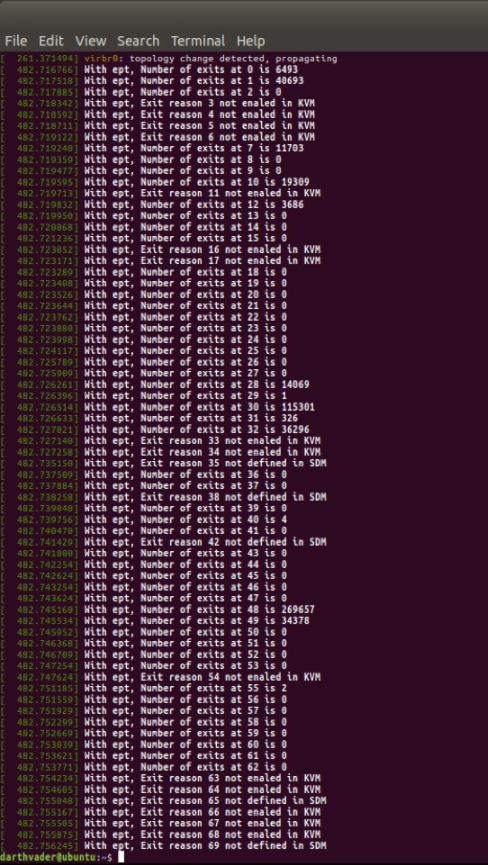 File Edit View Search Terminal Help
[  261.371494] virbr0: topology change detected, propagating
[  482.716766] With ept, Number of exits at 0 is 6493
[  482.717518] With ept, Number of exits at 1 is 40693
[  482.717885] With ept, Number of exits at 2 is 0
[  482.718342] With ept, Exit reason 3 not enaled in KVM
[  482.718592] With ept, Exit reason 4 not enaled in KVM
[  482.718711] With ept, Exit reason 5 not enaled in KVM
[  482.719122] With ept, Exit reason 6 not enaled in KVM
[  482.719240] With ept, Number of exits at 7 is 11703
[  482.719359] With ept, Number of exits at 8 is 0
[  482.719477] With ept, Number of exits at 9 is 0
[  482.719595] With ept, Number of exits at 10 is 19309
[  482.719713] With ept, Exit reason 11 not enaled in KVM
[  482.719832] With ept, Number of exits at 12 is 3686
[  482.719950] With ept, Number of exits at 13 is 0
[  482.720068] With ept, Number of exits at 14 is 0
[  482.721236] With ept, Number of exits at 15 is 0
[  482.723052] With ept, Exit reason 16 not enaled in KVM
[  482.723171] With ept, Exit reason 17 not enaled in KVM
[  482.723289] With ept, Number of exits at 18 is 0
[  482.723408] With ept, Number of exits at 19 is 0
[  482.723526] With ept, Number of exits at 20 is 0
[  482.723644] With ept, Number of exits at 21 is 0
[  482.723762] With ept, Number of exits at 22 is 0
[  482.723880] With ept, Number of exits at 23 is 0
[  482.723998] With ept, Number of exits at 24 is 0
[  482.724117] With ept, Number of exits at 25 is 0
[  482.725789] With ept, Number of exits at 26 is 0
[  482.725909] With ept, Number of exits at 27 is 0
[  482.726261] With ept, Number of exits at 28 is 14069
[  482.726396] With ept, Number of exits at 29 is 1
[  482.726514] With ept, Number of exits at 30 is 115301
[  482.726633] With ept, Number of exits at 31 is 326
[  482.727021] With ept, Number of exits at 32 is 36296
[  482.727140] With ept, Exit reason 33 not enaled in KVM
[  482.727258] With ept, Exit reason 34 not enaled in KVM
[  482.735150] With ept, Exit reason 35 not defined in SDM
[  482.737509] With ept, Number of exits at 36 is 0
[  482.737884] With ept, Number of exits at 37 is 0
[  482.738258] With ept, Exit reason 38 not defined in SDM
[  482.739040] With ept, Number of exits at 39 is 0
[  482.739756] With ept, Number of exits at 40 is 4
[  482.740470] With ept, Number of exits at 41 is 0
[  482.741429] With ept, Exit reason 42 not defined in SDM
[  482.741800] With ept, Number of exits at 43 is 0
[  482.742254] With ept, Number of exits at 44 is 0
[  482.742624] With ept, Number of exits at 45 is 0
[  482.743254] With ept, Number of exits at 46 is 0
[  482.743624] With ept, Number of exits at 47 is 0
[  482.745160] With ept, Number of exits at 48 is 269657
[  482.745534] With ept, Number of exits at 49 is 34378
[  482.745952] With ept, Number of exits at 50 is 0
[  482.746368] With ept, Number of exits at 51 is 0
[  482.746709] With ept, Number of exits at 52 is 0
[  482.747254] With ept, Number of exits at 53 is 0
[  482.747624] With ept, Exit reason 54 not enaled in KVM
[  482.751185] With ept, Number of exits at 55 is 2
[  482.751559] With ept, Number of exits at 56 is 0
[  482.751929] With ept, Number of exits at 57 is 0
[  482.752299] With ept, Number of exits at 58 is 0
[  482.752669] With ept, Number of exits at 59 is 0
[  482.753039] With ept, Number of exits at 60 is 0
[  482.753621] With ept, Number of exits at 61 is 0
[  482.753771] With ept, Number of exits at 62 is 0
[  482.754234] With ept, Exit reason 63 not enaled in KVM
[  482.754605] With ept, Exit reason 64 not enaled in KVM
[  482.755048] With ept, Exit reason 65 not defined in SDM
[  482.755167] With ept, Exit reason 66 not enaled in KVM
[  482.755505] With ept, Exit reason 67 not enaled in KVM
[  482.755875] With ept, Exit reason 68 not enaled in KVM
[  482.756245] With ept, Exit reason 69 not defined in SDM
darthvader@ubuntu:~$